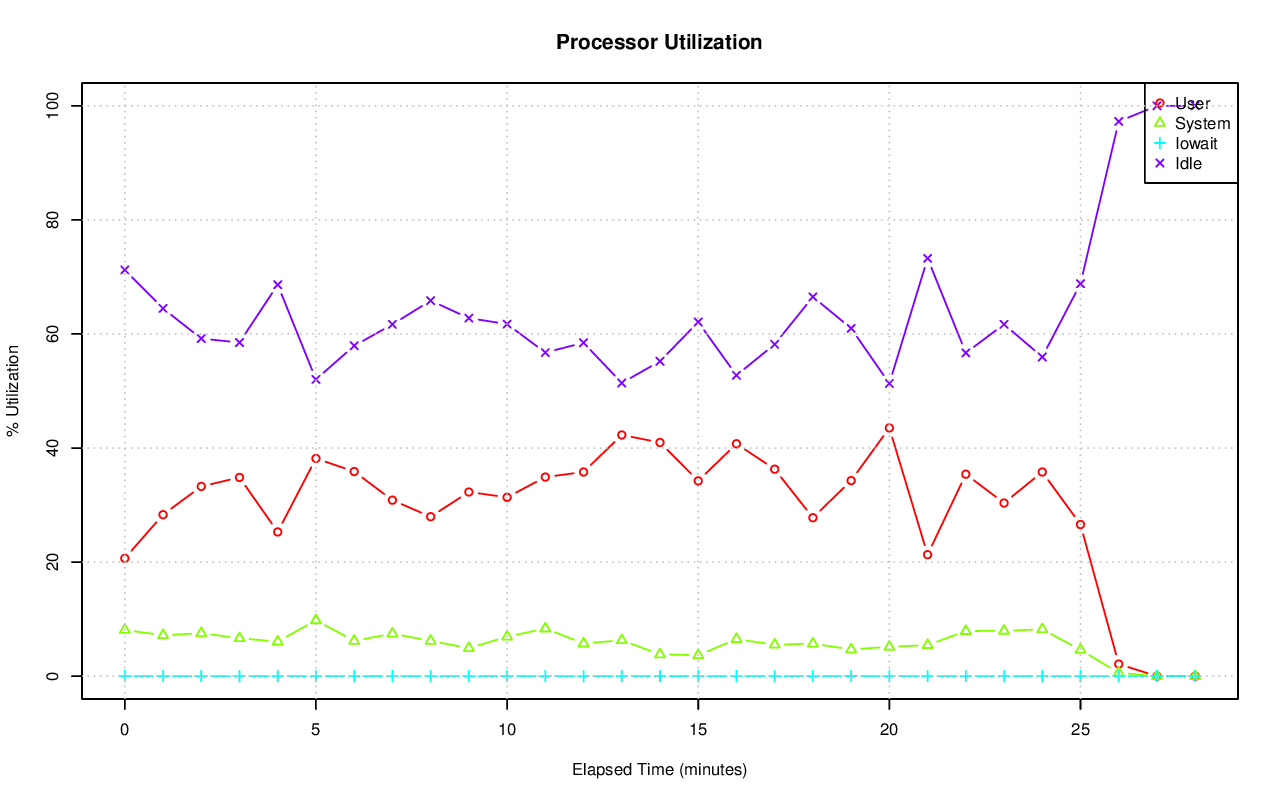 Processor Utilization
100
80
60
40
20
0
% Utilization
User
System
Iowait
Idle
0 5 10 15 20 25
Elapsed Time (minutes)